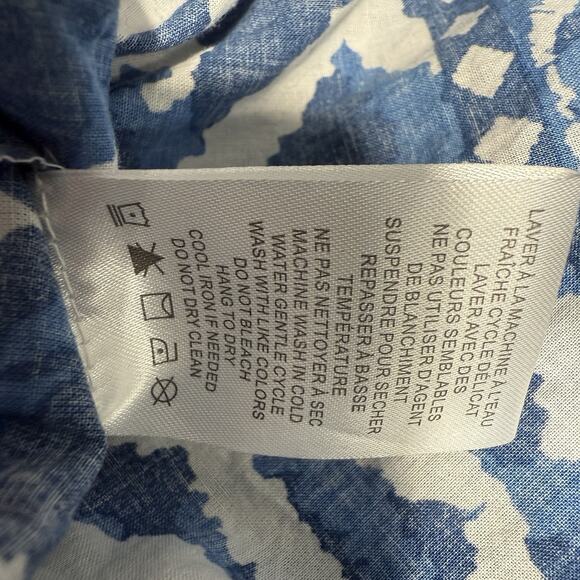 LAVER À LA MACHINE À L'EAU
FRAÎCHE CYCLE DÉLICAT
LAVER AVEC DES
COULEURS SEMBLABLES
NE PAS UTILISER D'AGENT
DE BLANCHIMENT
SUSPENDRE POUR SÉCHER
REPASSER À BASSE
TEMPÉRATURE
NE PAS NETTOYER À SEC
MACHINE WASH IN COLD
WATER GENTLE CYCLE
WASH WITH LIKE COLORS
DO NOT BLEACH
HANG TO DRY
COOL IRON IF NEEDED
DO NOT DRY CLEAN